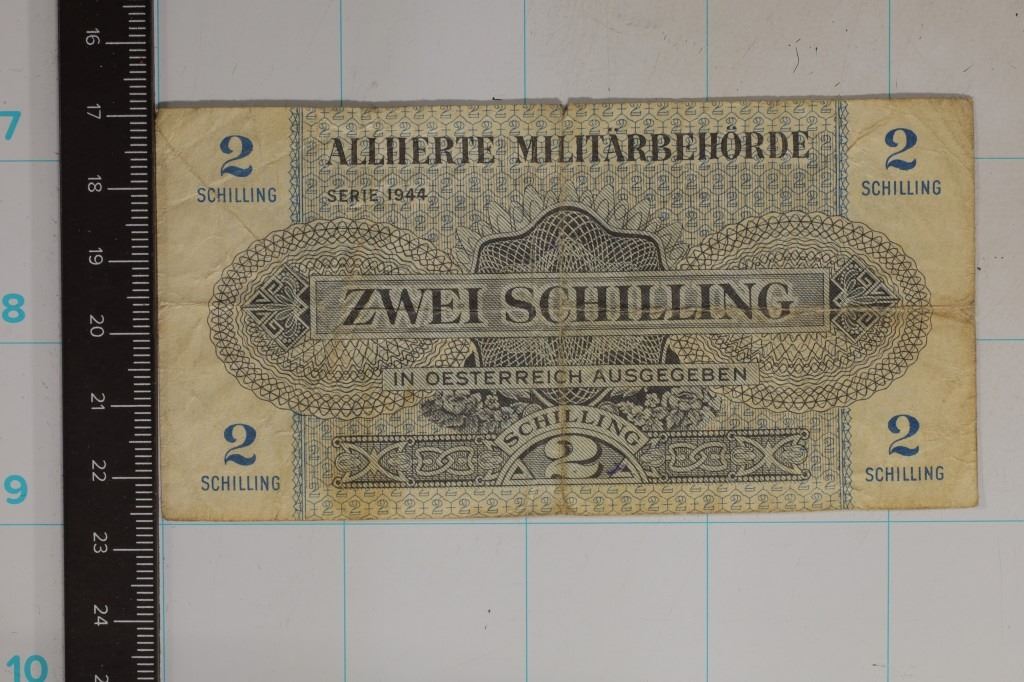 16
17
18
19
20
21
22
23
24
7
8
9
10
2
SCHILLING
ALLIIERTE MILITÄRBEHÖRDE
SERIE 1944
2
SCHILLING
ZWEI SCHILLING
IN OESTERREICH AUSGEGEBEN
SCHILLING
2
2
SCHILLING
2
SCHILLING